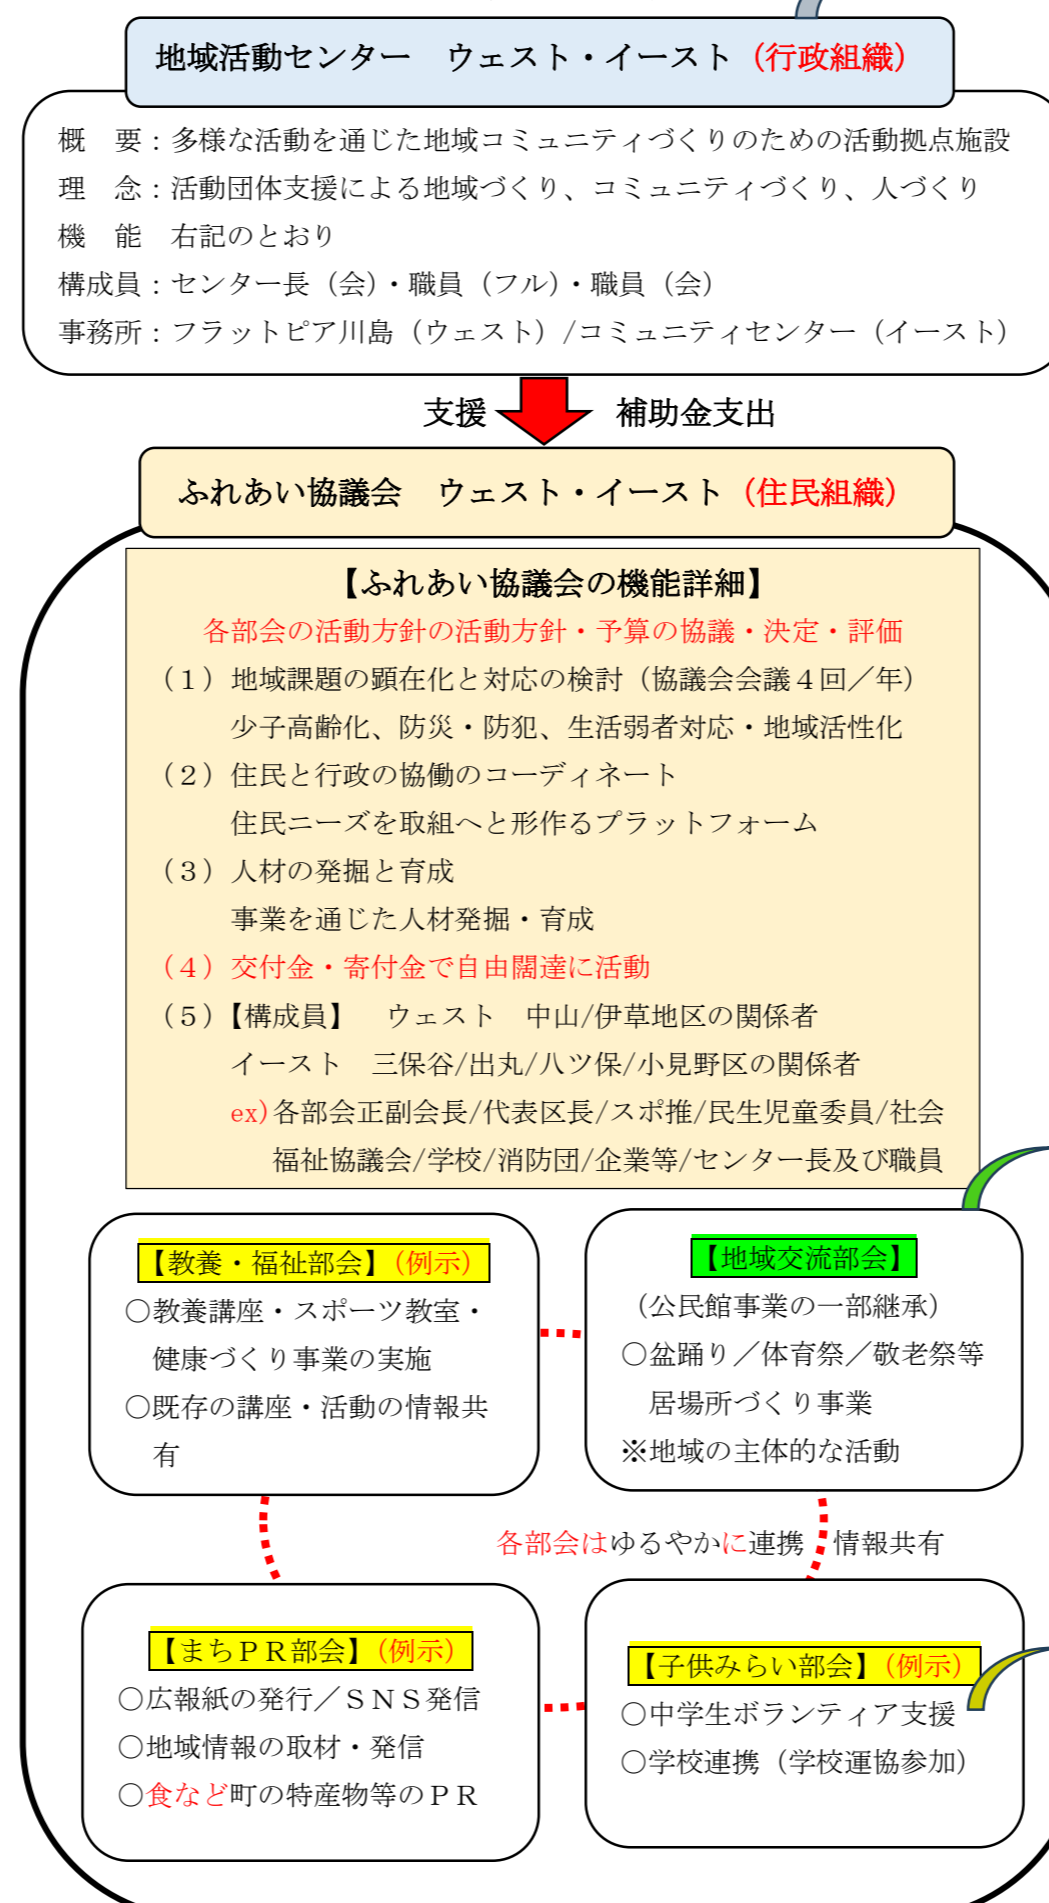 地域活動センター　ウェスト・イースト（行政組織）
概　要：多様な活動を通じた地域コミュニティづくりのための活動拠点施設
理　念：活動団体支援による地域づくり、コミュニティづくり、人づくり
機　能　右記のとおり
構成員：センター長（会）・職員（フル）・職員（会）
事務所：フラットピア川島（ウェスト）/コミュニティセンター（イースト）
支援　補助金支出
ふれあい協議会　ウェスト・イースト（住民組織）
【ふれあい協議会の機能詳細】
各部会の活動方針の活動方針・予算の協議・決定・評価
（１）地域課題の顕在化と対応の検討（協議会会議４回／年）
少子高齢化、防災・防犯、生活弱者対応・地域活性化
（２）住民と行政の協働のコーディネート
住民ニーズを取組へと形作るプラットフォーム
（３）人材の発掘と育成
事業を通じた人材発掘・育成
（４）交付金・寄付金で自由闊達に活動
（５）【構成員】　ウェスト　中山/伊草地区の関係者
イースト　三保谷/出丸/八ツ保/小見野区の関係者
ex)各部会正副会長/代表区長/スポ推/民生児童委員/社会
福祉協議会/学校/消防団/企業等/センター長及び職員
【教養・福祉部会】（例示）
○教養講座・スポーツ教室・
健康づくり事業の実施
○既存の講座・活動の情報共
有
【地域交流部会】
（公民館事業の一部継承）
○盆踊り／体育祭／敬老祭等
居場所づくり事業
※地域の主体的な活動
各部会はゆるやかに連携　情報共有
【まちＰＲ部会】（例示）
○広報紙の発行／ＳＮＳ発信
○地域情報の取材・発信
○食など町の特産物等のＰＲ
【子供みらい部会】（例示）
○中学生ボランティア支援
○学校連携（学校運協参加）